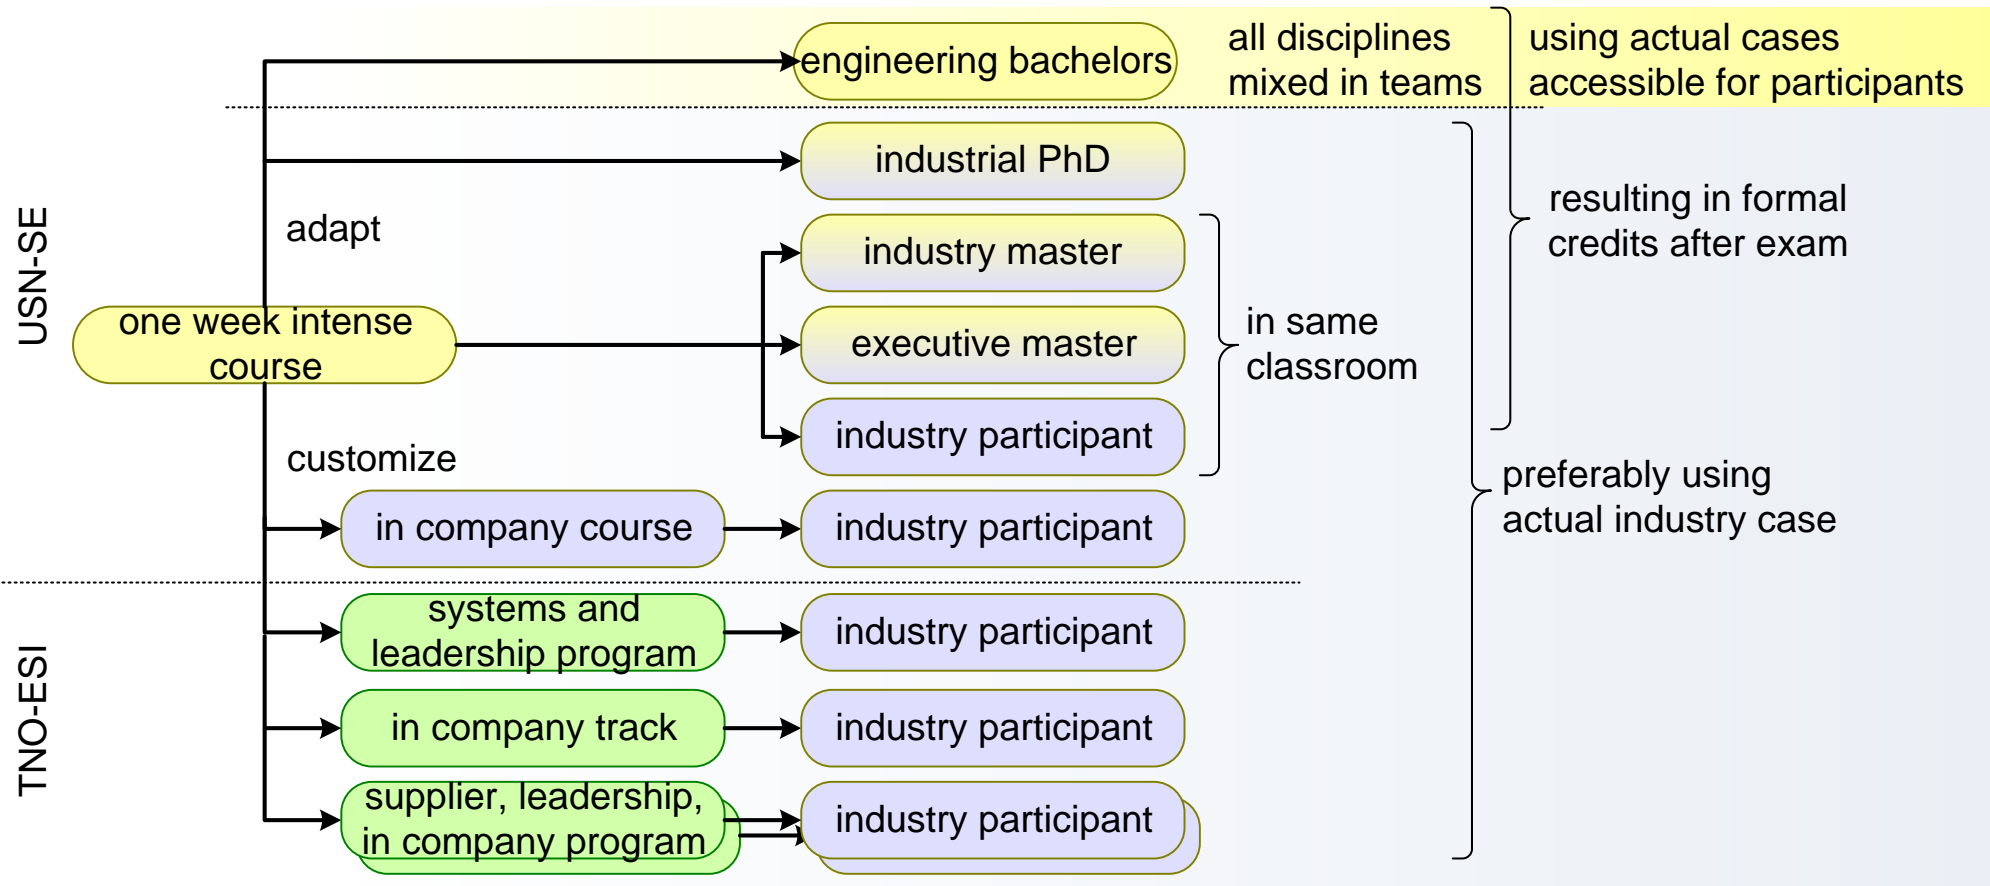 engineering bachelors
all disciplines
mixed in teams
using actual cases
accessible for participants
USN-SE
industrial PhD
adapt
industry master
resulting in formal
credits after exam
one week intense
course
executive master
in same
classroom
industry participant
customize
preferably using
actual industry case
in company course
industry participant
TNO-ESI
systems and
leadership program
industry participant
in company track
industry participant
supplier, leadership,
in company program
industry participant